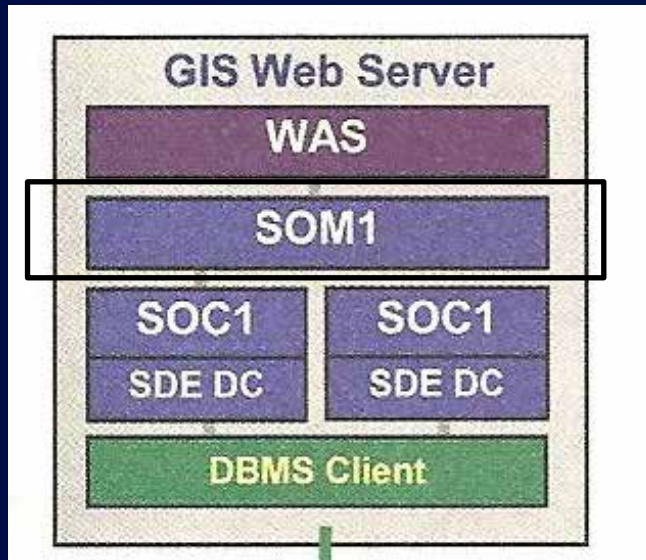 GIS Web Server
WAS
SOM1
SOC1 SOC1
SDE DC SDE DC
DBMS Client